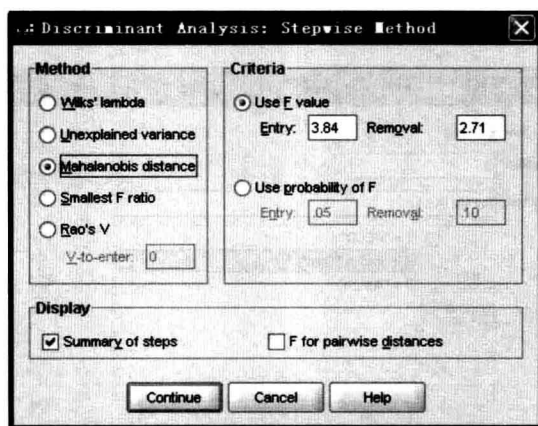 Discriminant Analysis: Stepwise Method
Method
Wilks' lambda
Unexplained variance
Mahalanobis distance
Smallest F ratio
Rao's V
V-to-enter: 0
Criteria
Use F value
Entry: 3.84 Removal: 2.71
Use probability of F
Entry: .05 Removal: .10
Display
Summary of steps
F for pairwise distances
Continue Cancel Help